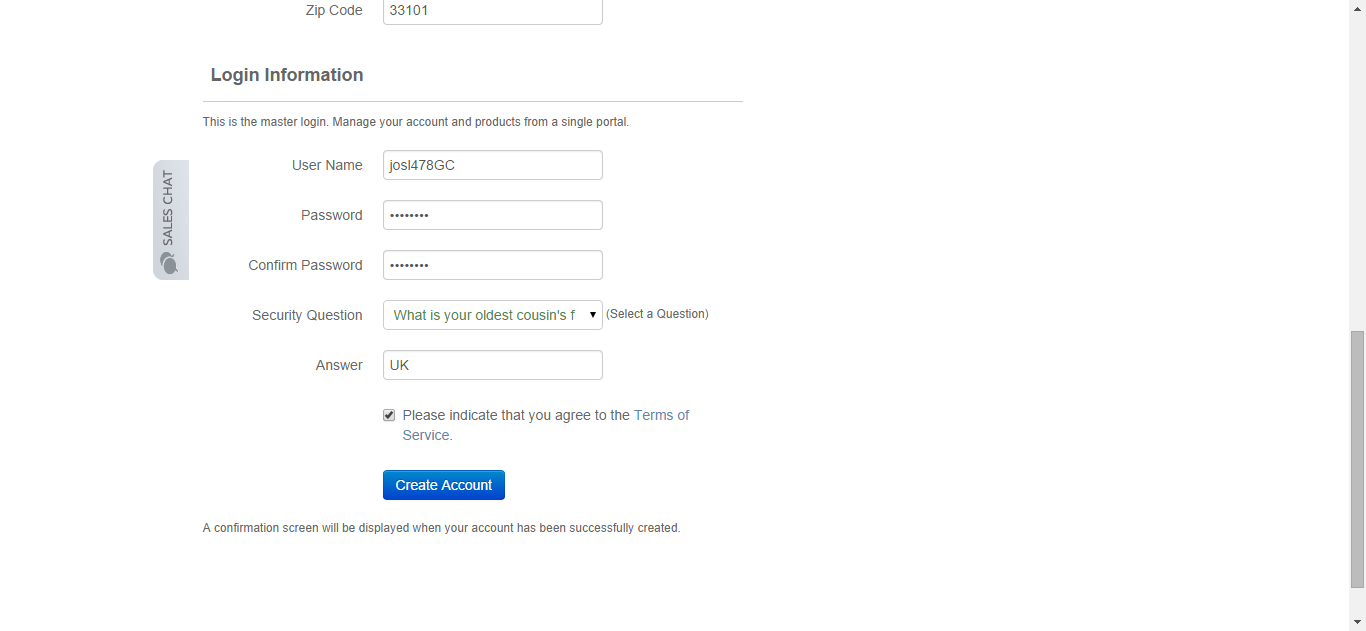 Zip Code 33101
Login Information
This is the master login. Manage your account and products from a single portal.
User Name josl478GC
SALES CHAT
Password ••••••••
Confirm Password ••••••••
Security Question What is your oldest cousin's f (Select a Question)
Answer UK
Please indicate that you agree to the Terms of
Service.
Create Account
A confirmation screen will be displayed when your account has been successfully created.